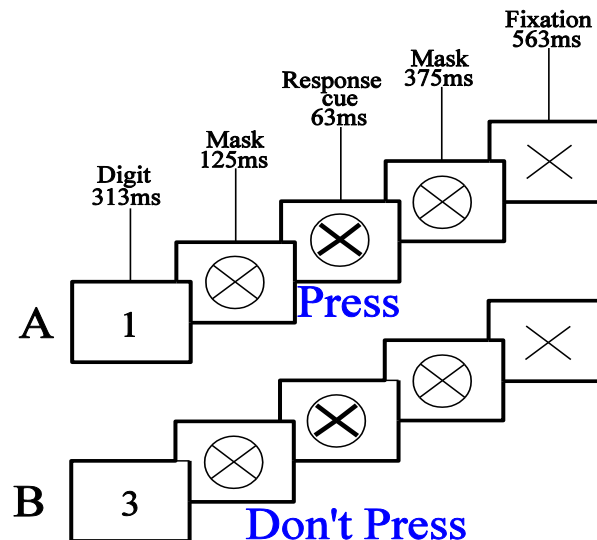 Fixation
563ms
Mask
375ms
Response
cue
63ms
Mask
125ms
Digit
313ms
A
1
Press
B
3
Don't Press